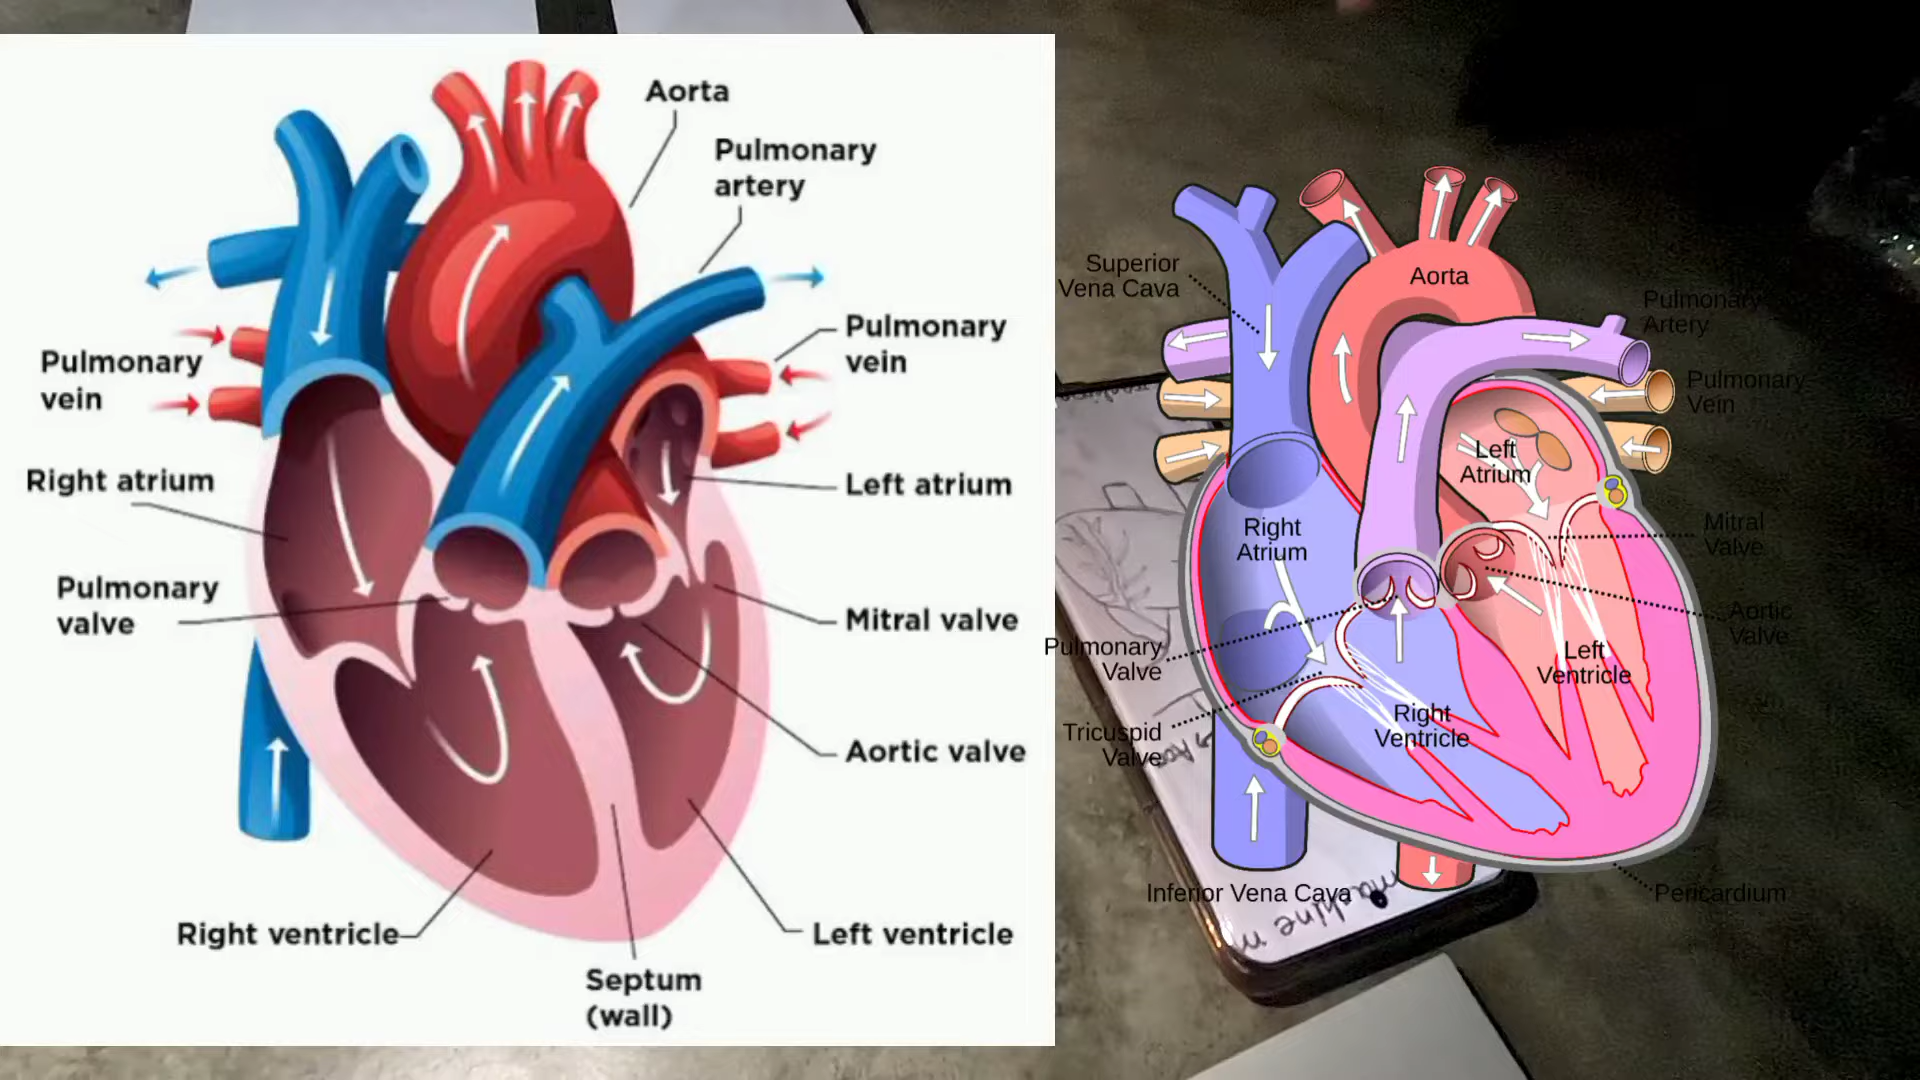 Aorta
Pulmonary
artery
Pulmonary
vein
Pulmonary
vein
Right atrium
Left atrium
Pulmonary
valve
Mitral valve
Aortic valve
Right ventricle
Left ventricle
Septum
(wall)
Superior
Vena Cava
Aorta
Pulmonary
Artery
Pulmonary
Vein
Left
Atrium
Right
Atrium
Mitral
Valve
Aortic
Valve
Pulmonary
Valve
Left
Ventricle
Tricuspid
Valve
Right
Ventricle
Inferior Vena Cava
Pericardium